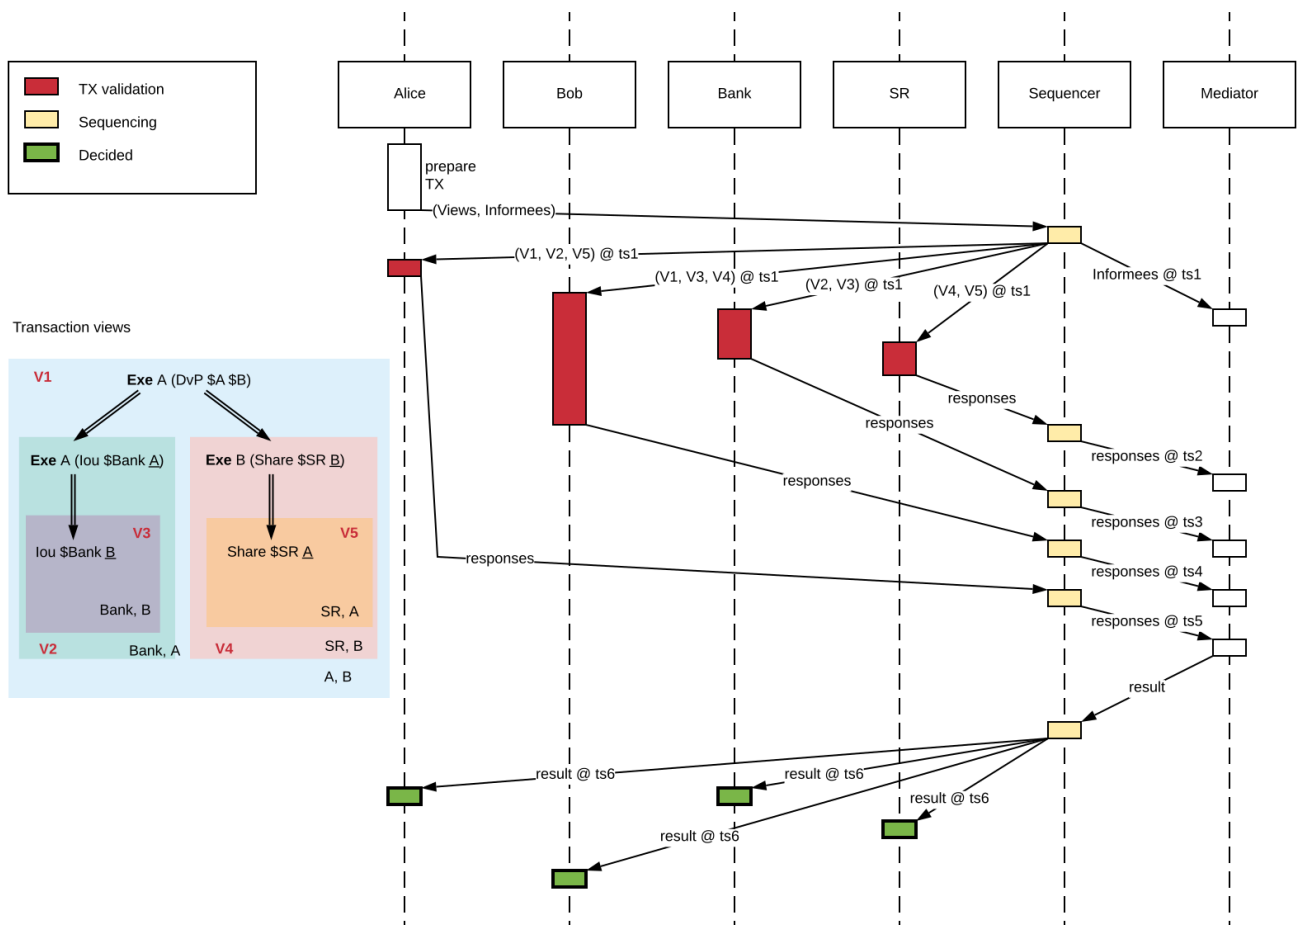 TX validation
Sequencing
Decided
Alice
Bob
Bank
SR
Sequencer
Mediator
prepare
TX
(Views, Informees)
(V1, V2, V5) @ ts1
(V1, V3, V4) @ ts1
(V2, V3) @ ts1
(V4, V5) @ ts1
Informees @ ts1
Transaction views
V1
Exe A (DvP $A $B)
Exe A (Iou $Bank A)
Exe B (Share $SR B)
V3
Iou $Bank B
Bank, B
V2
Bank, A
V5
Share $SR A
SR, A
V4
SR, B
A, B
responses
responses @ ts2
responses
responses @ ts3
responses
responses @ ts4
responses
responses @ ts5
result
result @ ts6
result @ ts6
result @ ts6
result @ ts6